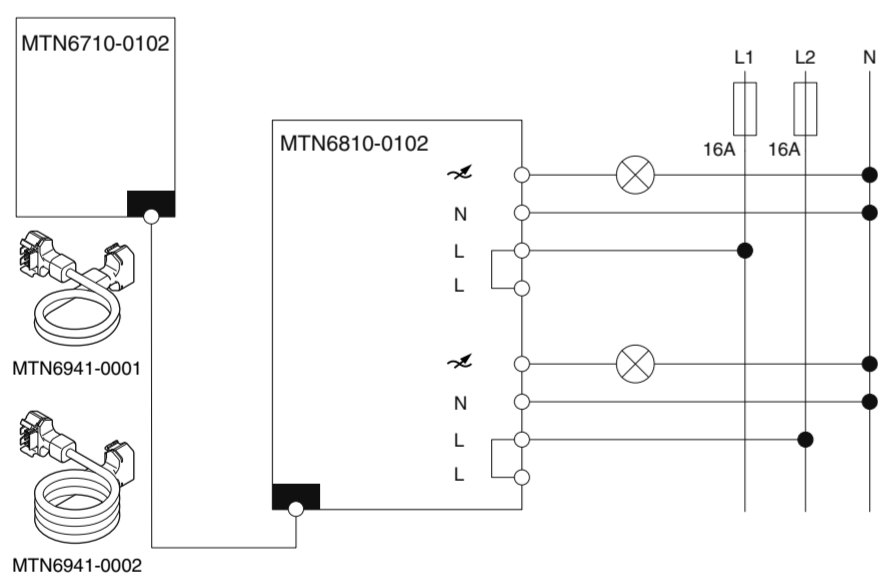 MTN6710-0102
L1 L2 N
MTN6810-0102
16A 16A
N
L
L
MTN6941-0001
N
L
L
MTN6941-0002